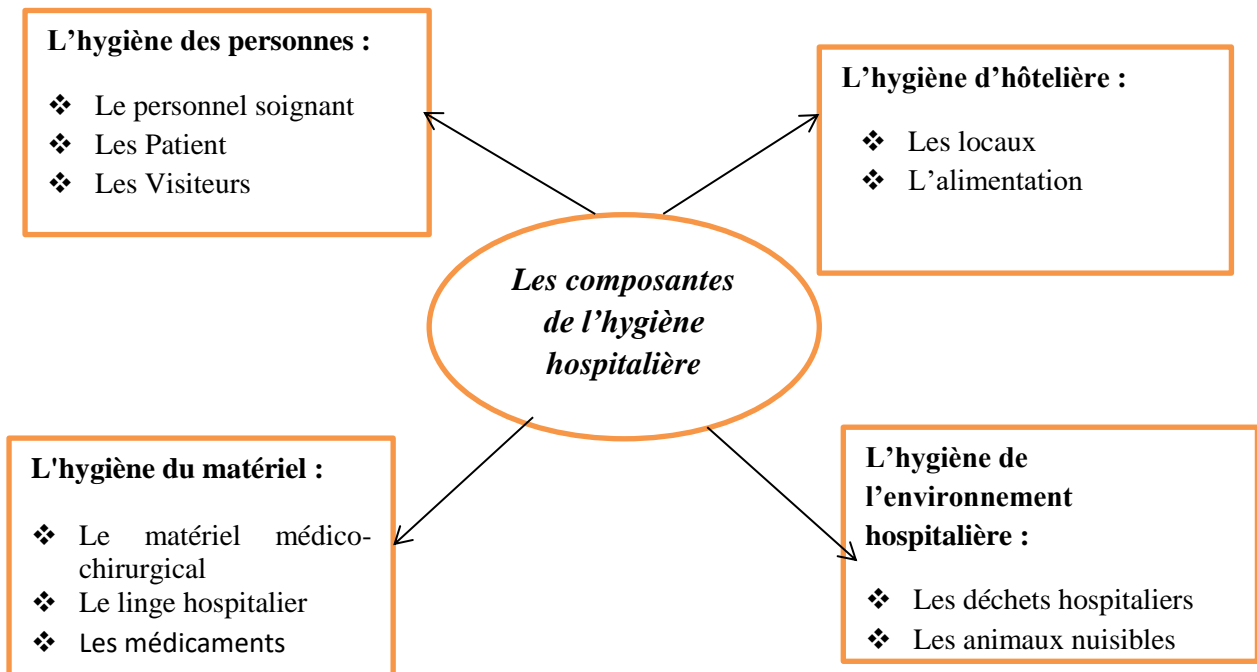 L’hygiène des personnes :
❖ Le personnel soignant
❖ Les Patient
❖ Les Visiteurs
L’hygiène d’hôtelière :
❖ Les locaux
❖ L’alimentation
Les composantes
de l’hygiène
hospitalière
L'hygiène du matériel :
❖ Le matériel médico-
chirurgical
❖ Le linge hospitalier
❖ Les médicaments
L’hygiène de
l’environnement
hospitalière :
❖ Les déchets hospitaliers
❖ Les animaux nuisibles